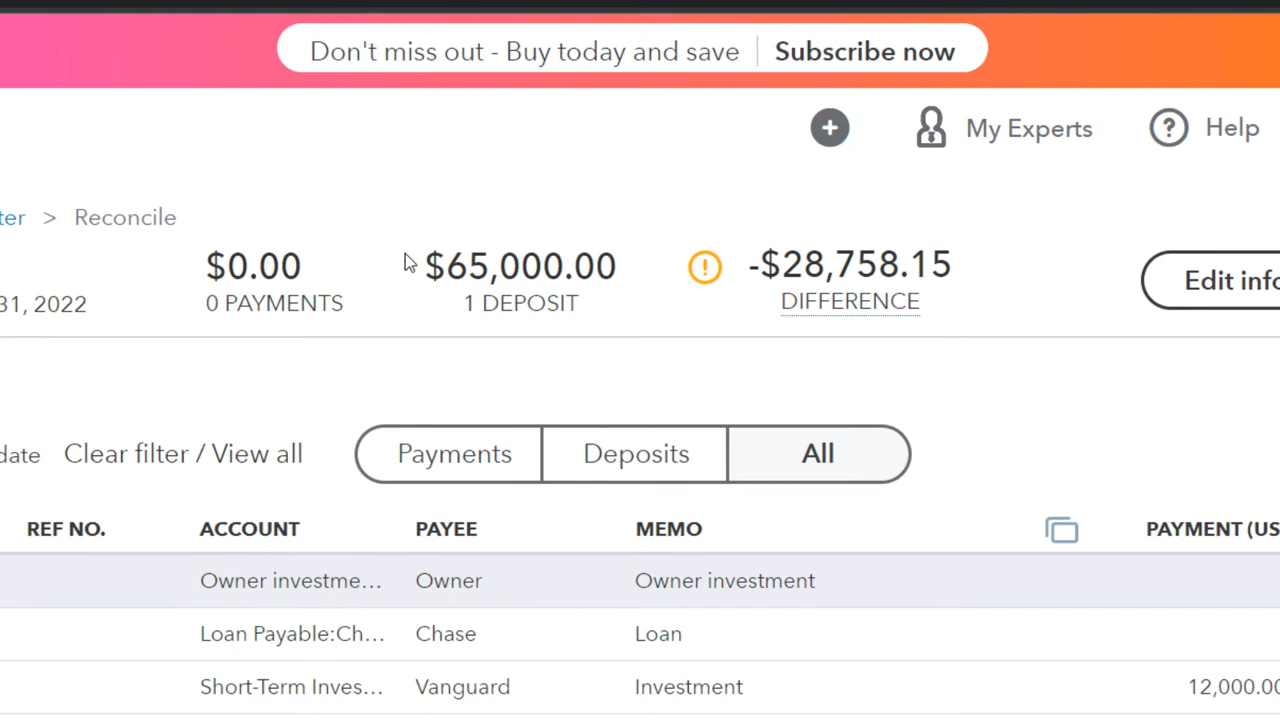 Don't miss out - Buy today and save Subscribe now
My Experts Help
ter > Reconcile
$0.00 $65,000.00 -$28,758.15 Edit info
31, 2022 0 PAYMENTS 1 DEPOSIT DIFFERENCE
date Clear filter / View all Payments Deposits All
REF NO. ACCOUNT PAYEE MEMO PAYMENT (US
Owner investme... Owner Owner investment
Loan Payable:Ch... Chase Loan
Short-Term Inves... Vanguard Investment 12,000.00